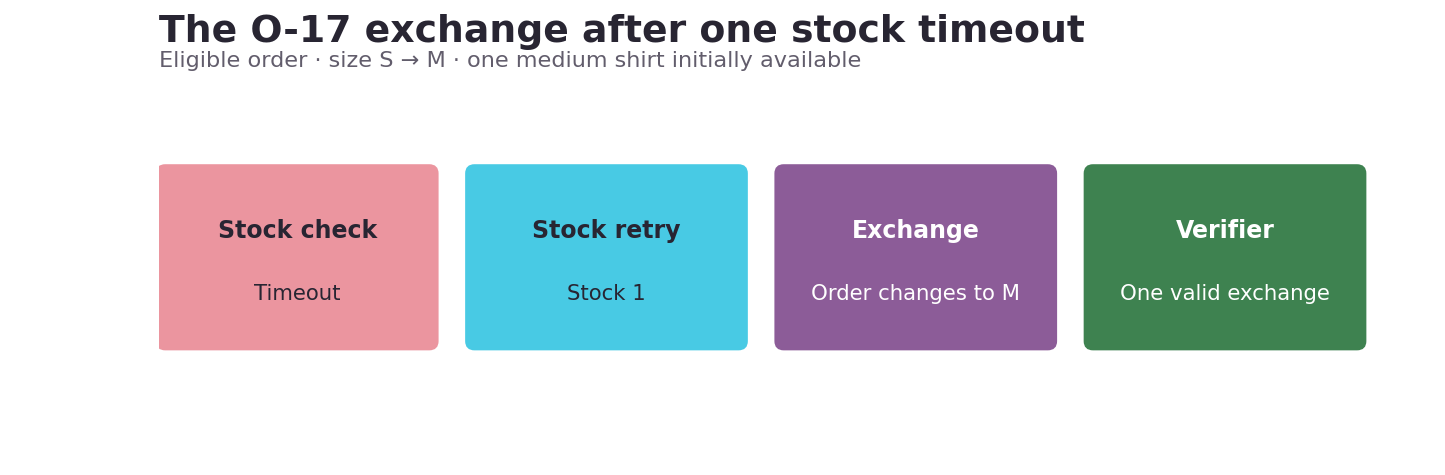 The O-17 exchange after one stock timeout
Eligible order · size S → M · one medium shirt initially available
Stock check
Timeout
Stock retry
Stock 1
Exchange
Order changes to M
Verifier
One valid exchange